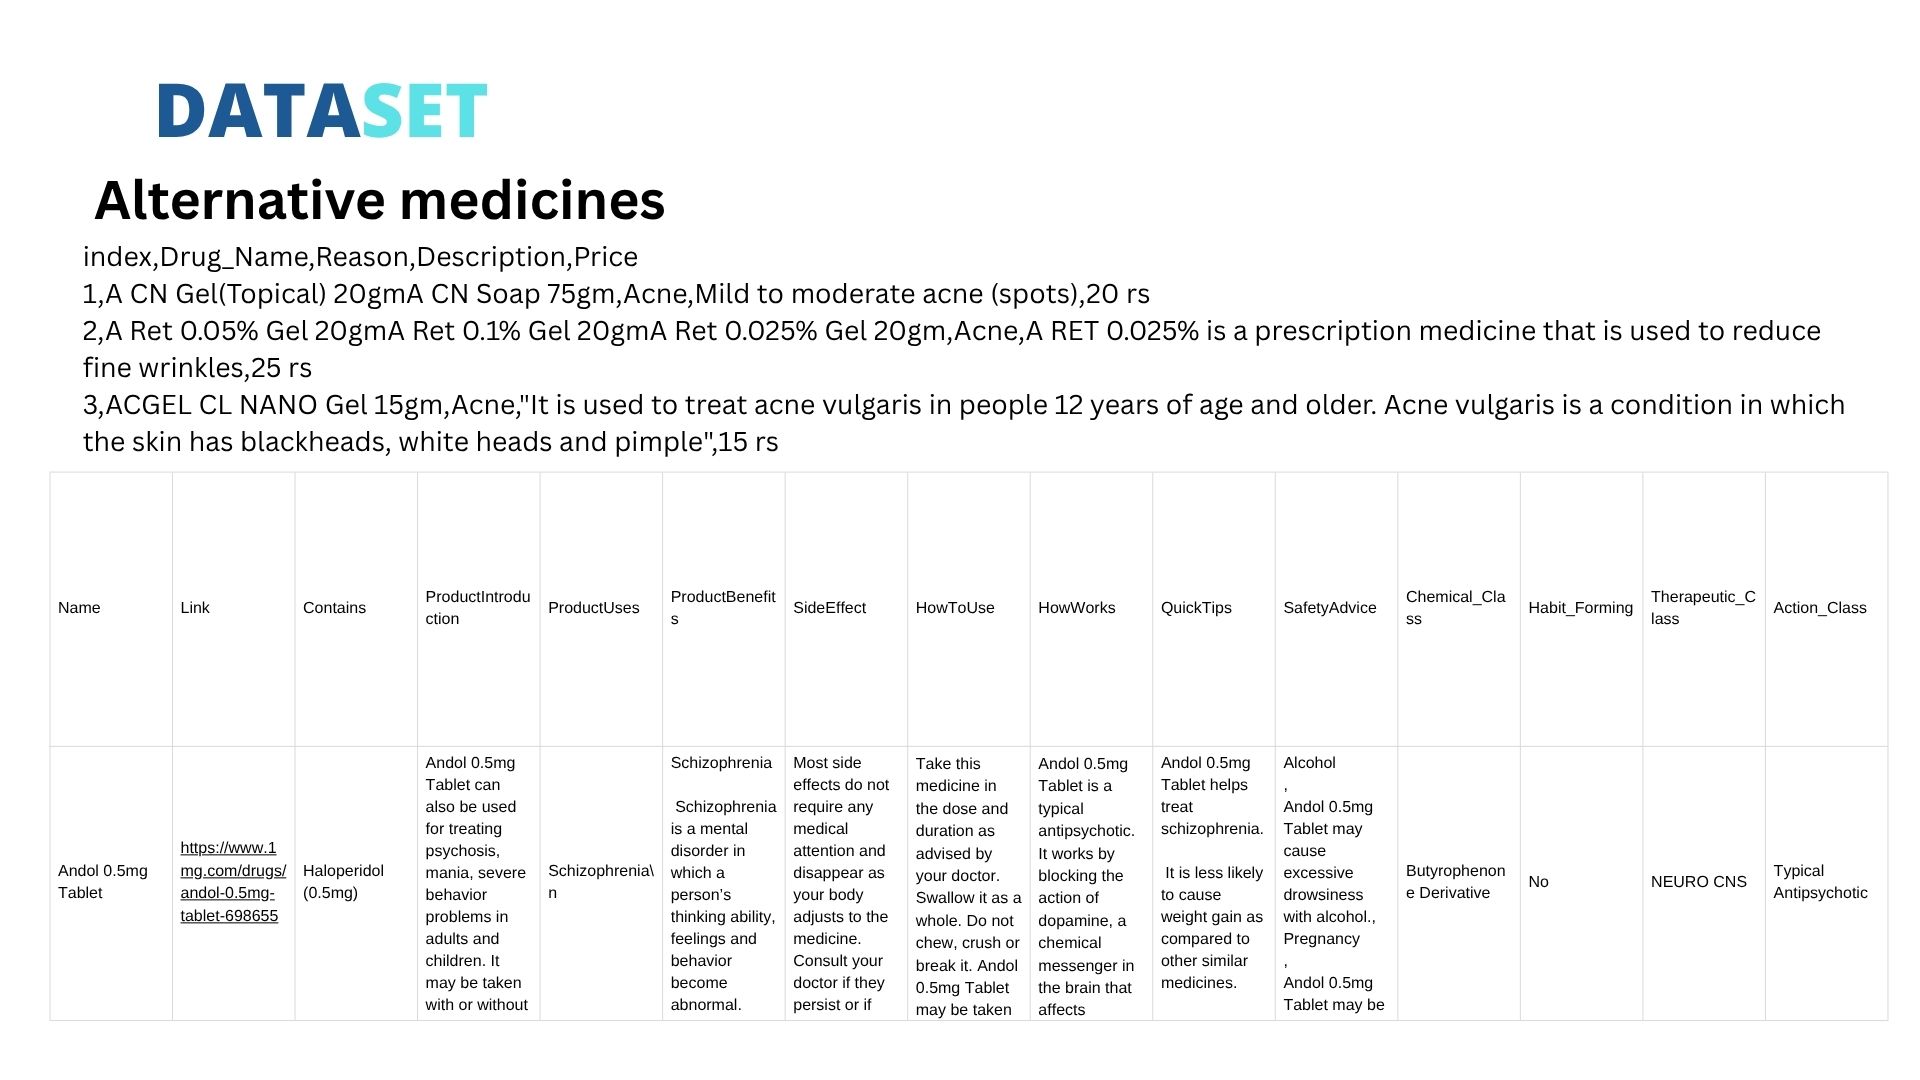 DATASET
Alternative medicines
index,Drug_Name,Reason,Description,Price
1,A CN Gel(Topical) 20gmA CN Soap 75gm,Acne,Mild to moderate acne (spots),20 rs
2,A Ret 0.05% Gel 20gmA Ret 0.1% Gel 20gmA Ret 0.025% Gel 20gm,Acne,A RET 0.025% is a prescription medicine that is used to reduce
fine wrinkles,25 rs
3,ACGEL CL NANO Gel 15gm,Acne,"It is used to treat acne vulgaris in people 12 years of age and older. Acne vulgaris is a condition in which
the skin has blackheads, white heads and pimple",15 rs
Name
Link
Contains
ProductIntrodu
ction
ProductUses
ProductBenefit
s
SideEffect
HowToUse
HowWorks
QuickTips
SafetyAdvice
Chemical_Cla
ss
Habit_Forming
Therapeutic_C
lass
Action_Class
Andol 0.5mg
Tablet
https://www.1
mg.com/drugs/
andol-0.5mg-
tablet-698655
Haloperidol
(0.5mg)
Andol 0.5mg
Tablet can
also be used
for treating
psychosis,
mania, severe
behavior
problems in
adults and
children. It
may be taken
with or without
Schizophrenia\
n
Schizophrenia
Schizophrenia
is a mental
disorder in
which a
person's
thinking ability,
feelings and
behavior
become
abnormal.
Most side
effects do not
require any
medical
attention and
disappear as
your body
adjusts to the
medicine.
Consult your
doctor if they
persist or if
Take this
medicine in
the dose and
duration as
advised by
your doctor.
Swallow it as a
whole. Do not
chew, crush or
break it. Andol
0.5mg Tablet
may be taken
Andol 0.5mg
Tablet is a
typical
antipsychotic.
It works by
blocking the
action of
dopamine, a
chemical
messenger in
the brain that
affects
Andol 0.5mg
Tablet helps
treat
schizophrenia.
It is less likely
to cause
weight gain as
compared to
other similar
medicines.
Alcohol
,
Andol 0.5mg
Tablet may
cause
excessive
drowsiness
with alcohol.,
Pregnancy
,
Andol 0.5mg
Tablet may be
Butyrophenon
e Derivative
No
NEURO CNS
Typical
Antipsychotic